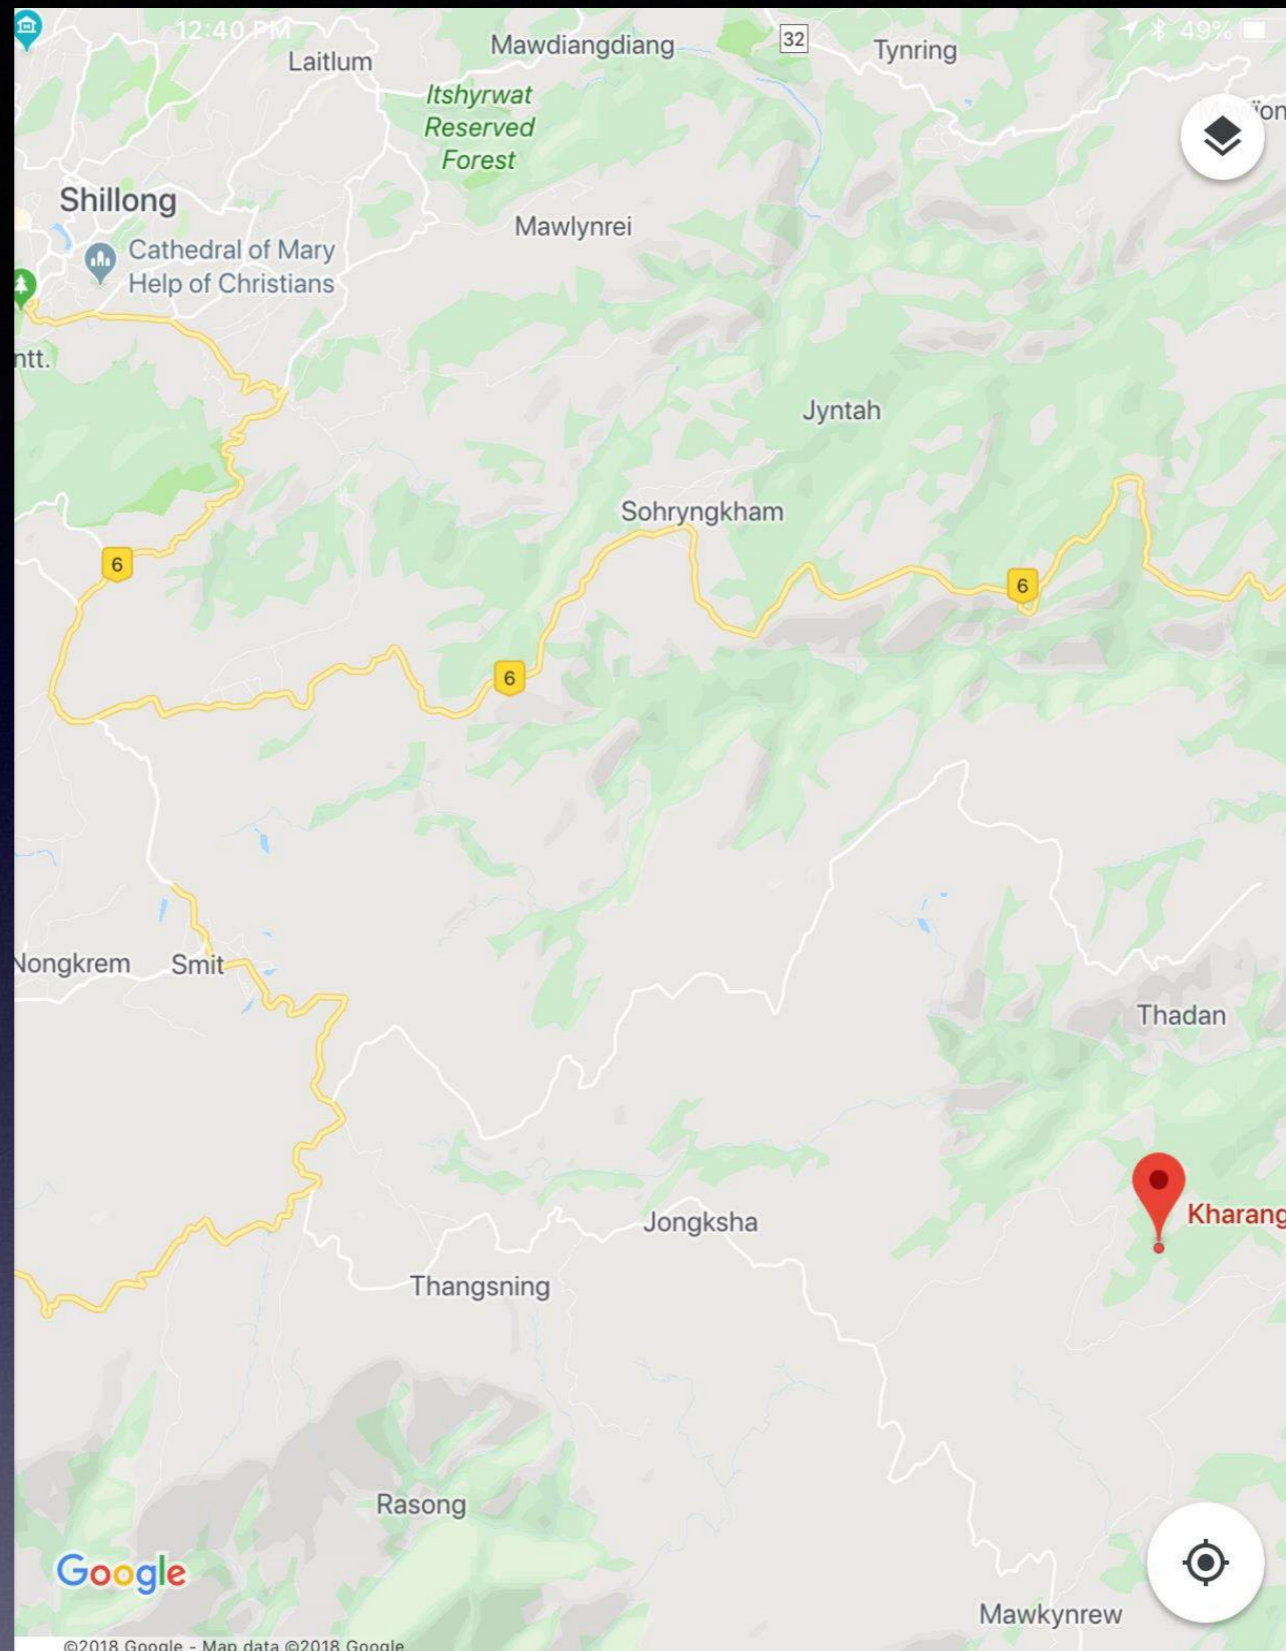 12:40 PM
49%
Laitlum
Mawdiangdiang
32
Tynring
Itshyrwat
Reserved
Forest
Shillong
Mawlynrei
Cathedral of Mary
Help of Christians
ntt.
Jyntah
Sohryngkham
6
6
6
Nongkrem
Smit
Thadan
Kharang
Jongksha
Thangsning
Rasong
Google
Mawkynrew
©2018 Google - Map data ©2018 Google